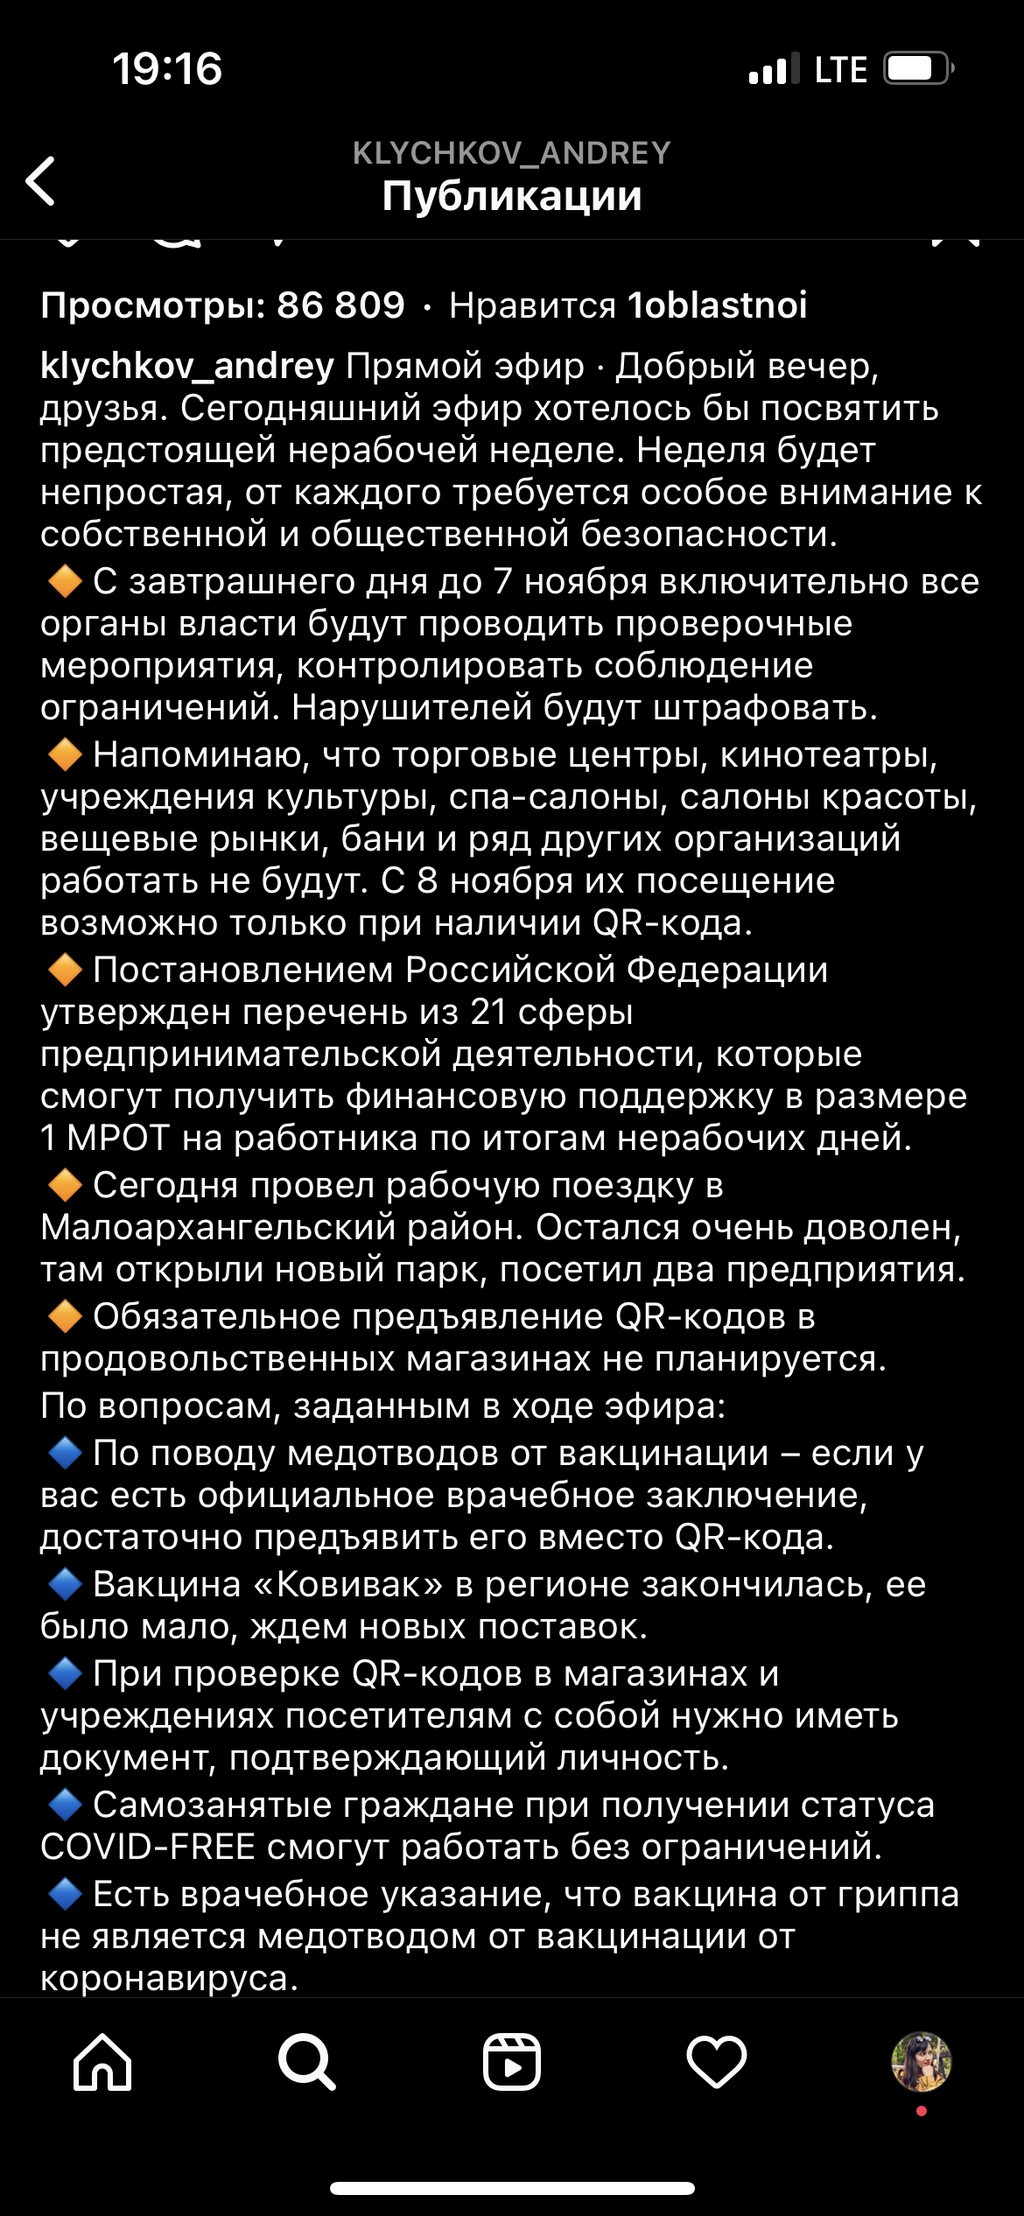 19:16
LTE
KLYCHKOV_ANDREY
Публикации
Просмотры: 86 809 · Нравится 1oblastnoi
klychkov_andrey Прямой эфир · Добрый вечер,
друзья. Сегодняшний эфир хотелось бы посвятить
предстоящей нерабочей неделе. Неделя будет
непростая, от каждого требуется особое внимание к
собственной и общественной безопасности.
🔶 С завтрашнего дня до 7 ноября включительно все
органы власти будут проводить проверочные
мероприятия, контролировать соблюдение
ограничений. Нарушителей будут штрафовать.
🔶 Напоминаю, что торговые центры, кинотеатры,
учреждения культуры, спа-салоны, салоны красоты,
вещевые рынки, бани и ряд других организаций
работать не будут. С 8 ноября их посещение
возможно только при наличии QR-кода.
🔶 Постановлением Российской Федерации
утвержден перечень из 21 сферы
предпринимательской деятельности, которые
смогут получить финансовую поддержку в размере
1 МРОТ на работника по итогам нерабочих дней.
🔶 Сегодня провел рабочую поездку в
Малоархангельский район. Остался очень доволен,
там открыли новый парк, посетил два предприятия.
🔶 Обязательное предъявление QR-кодов в
продовольственных магазинах не планируется.
По вопросам, заданным в ходе эфира:
🔷 По поводу медотводов от вакцинации – если у
вас есть официальное врачебное заключение,
достаточно предъявить его вместо QR-кода.
🔷 Вакцина «Ковивак» в регионе закончилась, ее
было мало, ждем новых поставок.
🔷 При проверке QR-кодов в магазинах и
учреждениях посетителям с собой нужно иметь
документ, подтверждающий личность.
🔷 Самозанятые граждане при получении статуса
COVID-FREE смогут работать без ограничений.
🔷 Есть врачебное указание, что вакцина от гриппа
не является медотводом от вакцинации от
коронавируса.